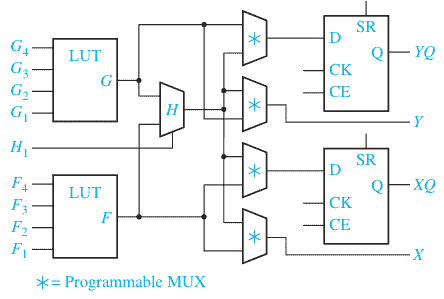 G4
G3
G2
G1
LUT
G
H1
H
F4
F3
F2
F1
LUT
F
*
*
*
*
SR
D
Q
CK
CE
YQ
Y
SR
D
Q
CK
CE
XQ
X
*= Programmable MUX